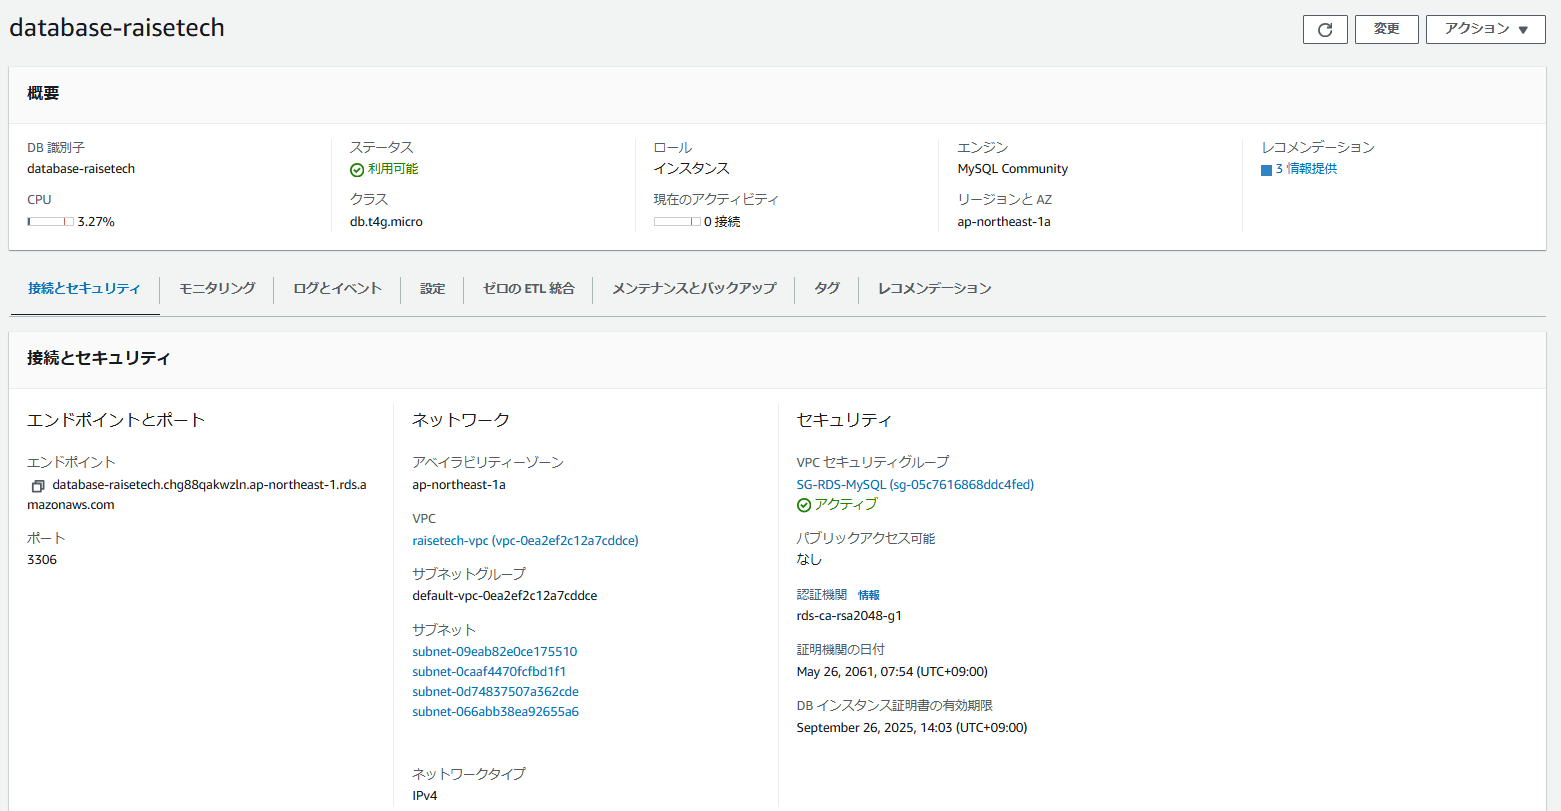 database-raisetech
変更
アクション ▼
概要
DB 識別子
database-raisetech
CPU
3.27%
ステータス
利用可能
クラス
db.t4g.micro
ロール
インスタンス
現在のアクティビティ
0 接続
エンジン
MySQL Community
リージョンと AZ
ap-northeast-1a
レコメンデーション
3 情報提供
接続とセキュリティ
モニタリング
ログとイベント
設定
ゼロの ETL 統合
メンテナンスとバックアップ
タグ
レコメンデーション
接続とセキュリティ
エンドポイントとポート
エンドポイント
database-raisetech.chg88qakwzln.ap-northeast-1.rds.a
mazonaws.com
ポート
3306
ネットワーク
アベイラビリティーゾーン
ap-northeast-1a
VPC
raisetech-vpc (vpc-0ea2ef2c12a7cddce)
サブネットグループ
default-vpc-0ea2ef2c12a7cddce
サブネット
subnet-09eab82e0ce175510
subnet-0caaf4470fcfbd1f1
subnet-0d74837507a362cde
subnet-066abb38ea92655a6
ネットワークタイプ
IPv4
セキュリティ
VPC セキュリティグループ
SG-RDS-MySQL (sg-05c7616868ddc4fed)
アクティブ
パブリックアクセス可能
なし
認証機関 情報
rds-ca-rsa2048-g1
証明機関の日付
May 26, 2061, 07:54 (UTC+09:00)
DB インスタンス証明書の有効期限
September 26, 2025, 14:03 (UTC+09:00)